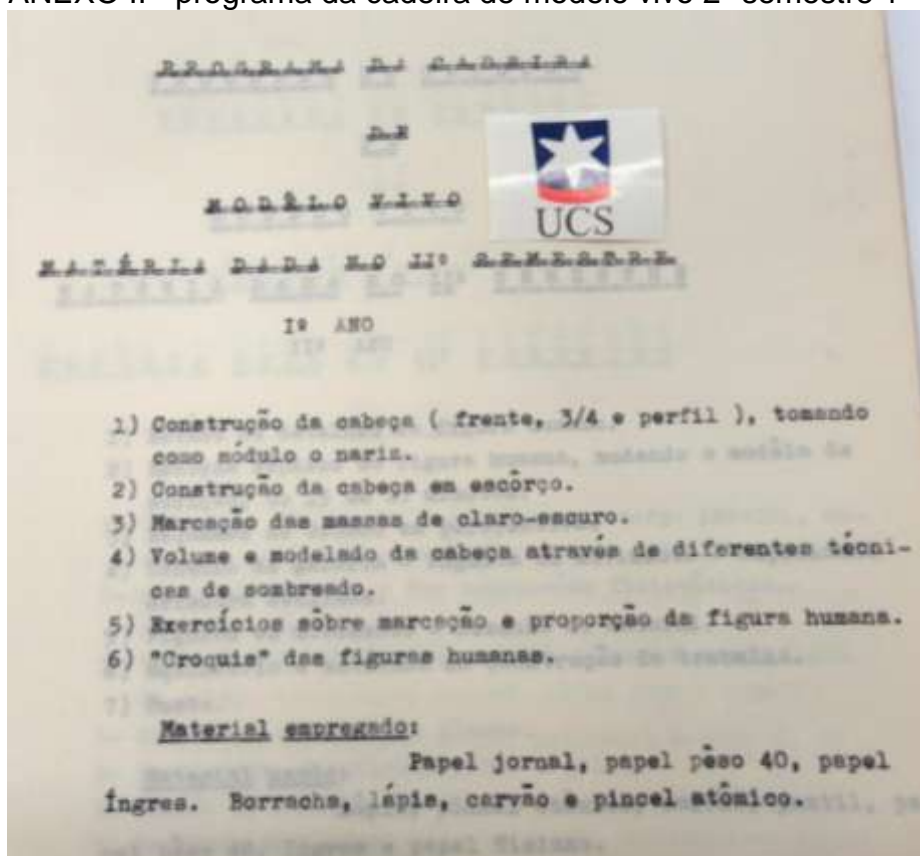 ANEXO II - programa da cadeira de modelo vivo 2º semestre 1
PROGRAMA DA CADEIRA
DE
MODÊLO VIVO
UCS
MATÉRIA DADA NO IIº SEMESTRE
Iº ANO
1) Construção da cabeça ( frente, 3/4 e perfil ), tomando
como módulo o nariz.
2) Construção da cabeça em escôrço.
3) Marcação das massas de claro-escuro.
4) Volume e modelado da cabeça através de diferentes técni-
cas de sombreado.
5) Exercícios sôbre marcação e proporção da figura humana.
6) "Croquis" das figuras humanas.
Material empregado:
Papel jornal, papel pêso 40, papel
Íngres. Borracha, lápis, carvão e pincel atômico.